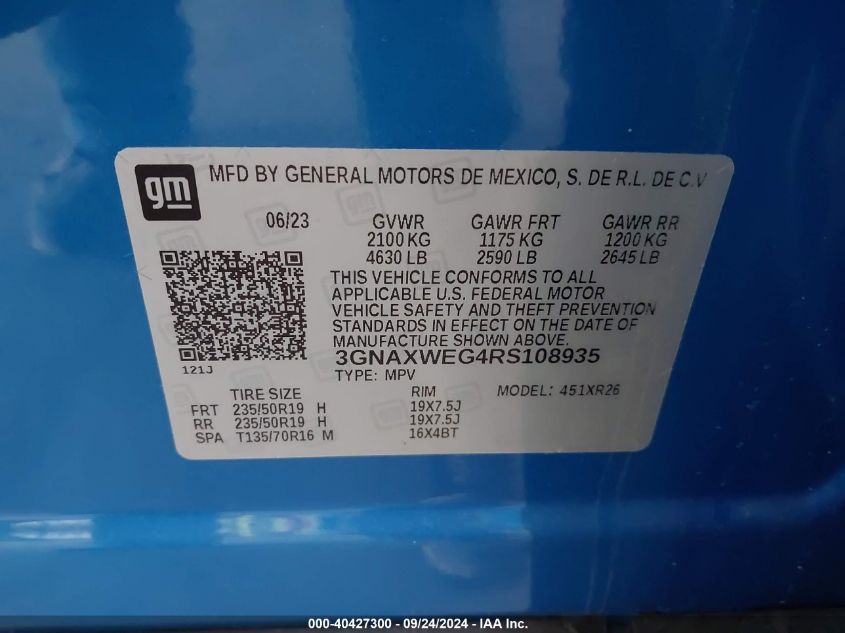 gm
MFD BY GENERAL MOTORS DE MEXICO, S. DE R.L. DE C.V
06/23 GVWR GAWR FRT GAWR RR
2100 KG 1175 KG 1200 KG
4630 LB 2590 LB 2645 LB
THIS VEHICLE CONFORMS TO ALL
APPLICABLE U.S. FEDERAL MOTOR
VEHICLE SAFETY AND THEFT PREVENTION
STANDARDS IN EFFECT ON THE DATE OF
MANUFACTURE SHOWN ABOVE.
3GNAXWEG4RS108935
121J
TYPE: MPV MODEL: 451XR26
TIRE SIZE RIM
FRT 235/50R19 H 19X7.5J
RR 235/50R19 H 19X7.5J
SPA T135/70R16 M 16X4BT
000-40427300 - 09/24/2024 - IAA Inc.